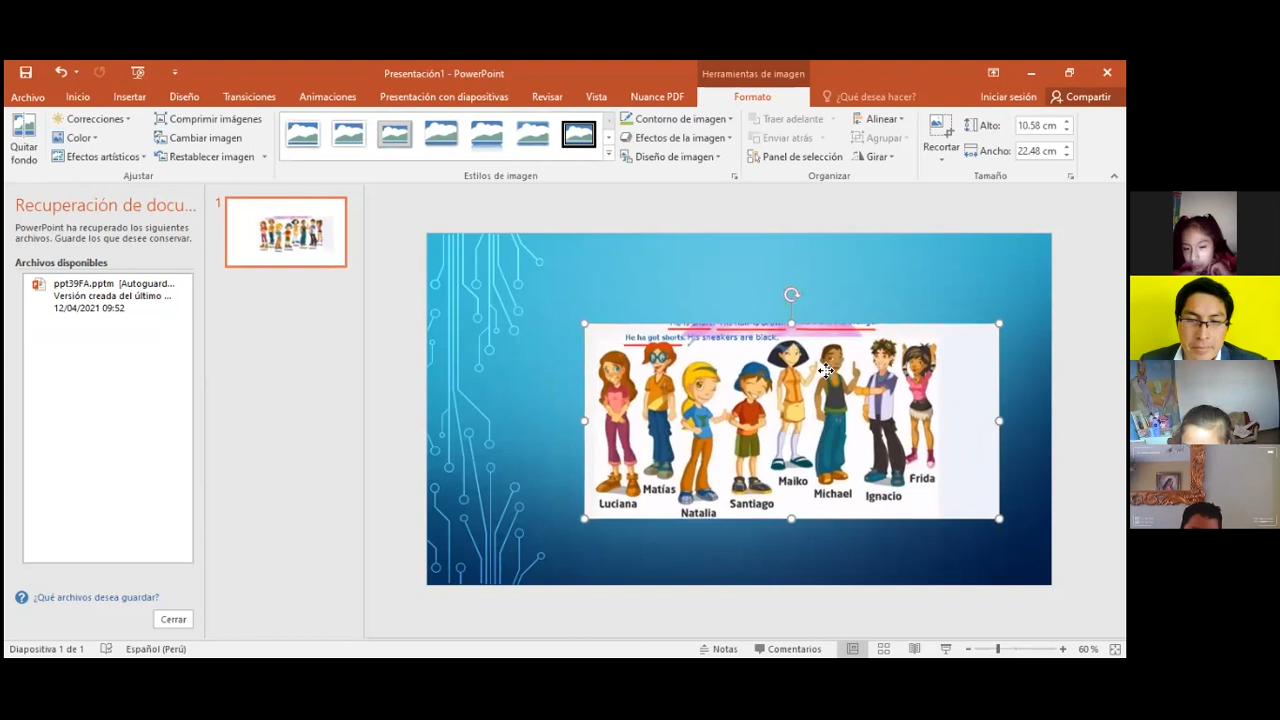 Presentación1 - PowerPoint
Herramientas de imagen
Archivo
Inicio
Insertar
Diseño
Transiciones
Animaciones
Presentación con diapositivas
Revisar
Vista
Nuance PDF
Formato
¿Qué desea hacer?
Iniciar sesión
Compartir
Quitar fondo
Correcciones
Color
Efectos artísticos
Comprimir imágenes
Cambiar imagen
Restablecer imagen
Ajustar
Estilos de imagen
Contorno de imagen
Efectos de la imagen
Diseño de imagen
Traer adelante
Enviar atrás
Panel de selección
Alinear
Agrupar
Girar
Organizar
Recortar
Alto: 10.58 cm
Ancho: 22.48 cm
Tamaño
Recuperación de docu...
PowerPoint ha recuperado los siguientes
archivos. Guarde los que desee conservar.
Archivos disponibles
ppt39FA.pptm [Autoguard...
Versión creada del último ...
12/04/2021 09:52
¿Qué archivos desea guardar?
Cerrar
1
He ha got shorts. His sneakers are black.
Luciana
Matías
Natalia
Santiago
Maiko
Michael
Ignacio
Frida
Diapositiva 1 de 1
Español (Perú)
Notas
Comentarios
60 %